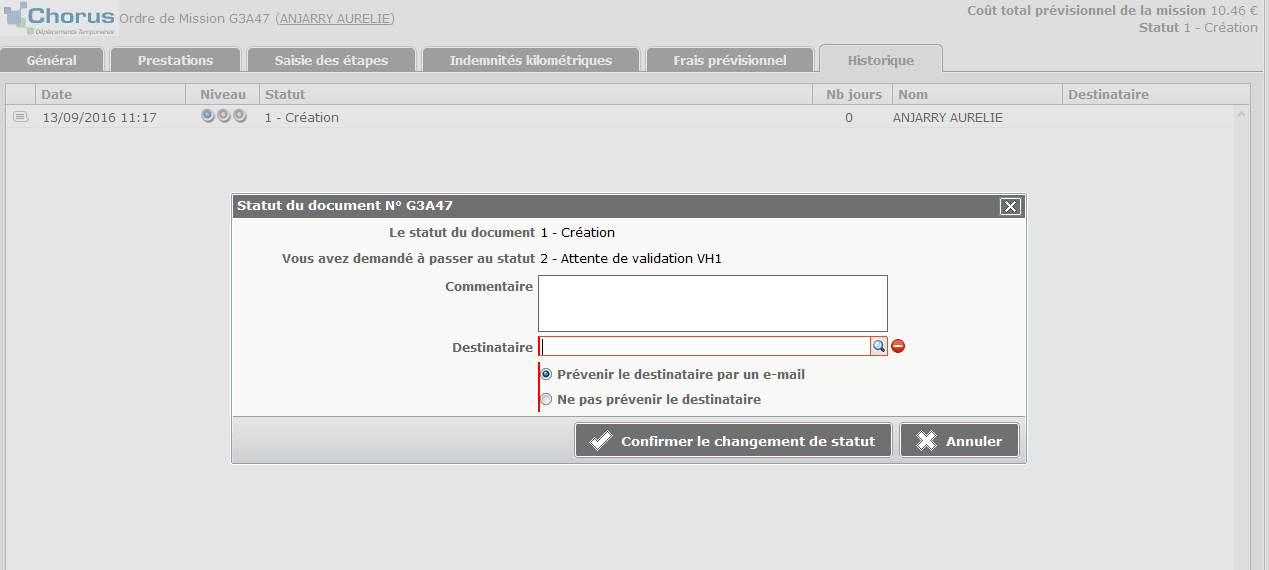 Chorus
Déplacements Temporaires
Ordre de Mission G3A47 (ANJARRY AURELIE)
Coût total prévisionnel de la mission 10.46 €
Statut 1 - Création
Général Prestations Saisie des étapes Indemnités kilométriques Frais prévisionnel Historique
Date Niveau Statut Nb jours Nom Destinataire
13/09/2016 11:17 1 - Création 0 ANJARRY AURELIE
Statut du document N° G3A47
Le statut du document 1 - Création
Vous avez demandé à passer au statut 2 - Attente de validation VH1
Commentaire
Destinataire
Prévenir le destinataire par un e-mail
Ne pas prévenir le destinataire
Confirmer le changement de statut Annuler